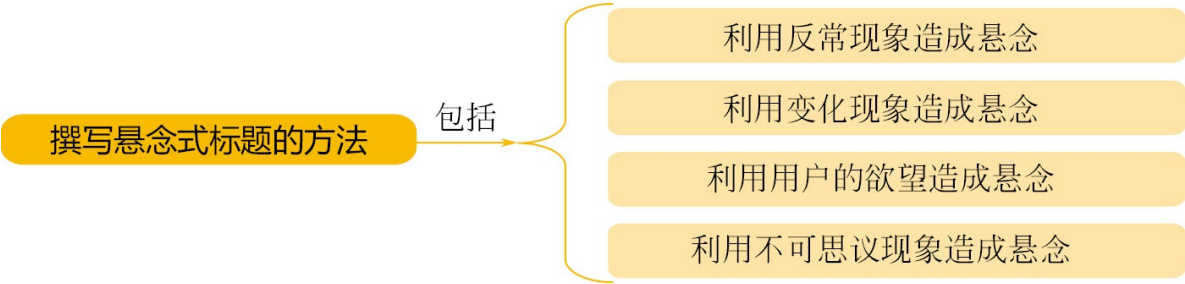 撰写悬念式标题的方法
包括
利用反常现象造成悬念
利用变化现象造成悬念
利用用户的欲望造成悬念
利用不可思议现象造成悬念